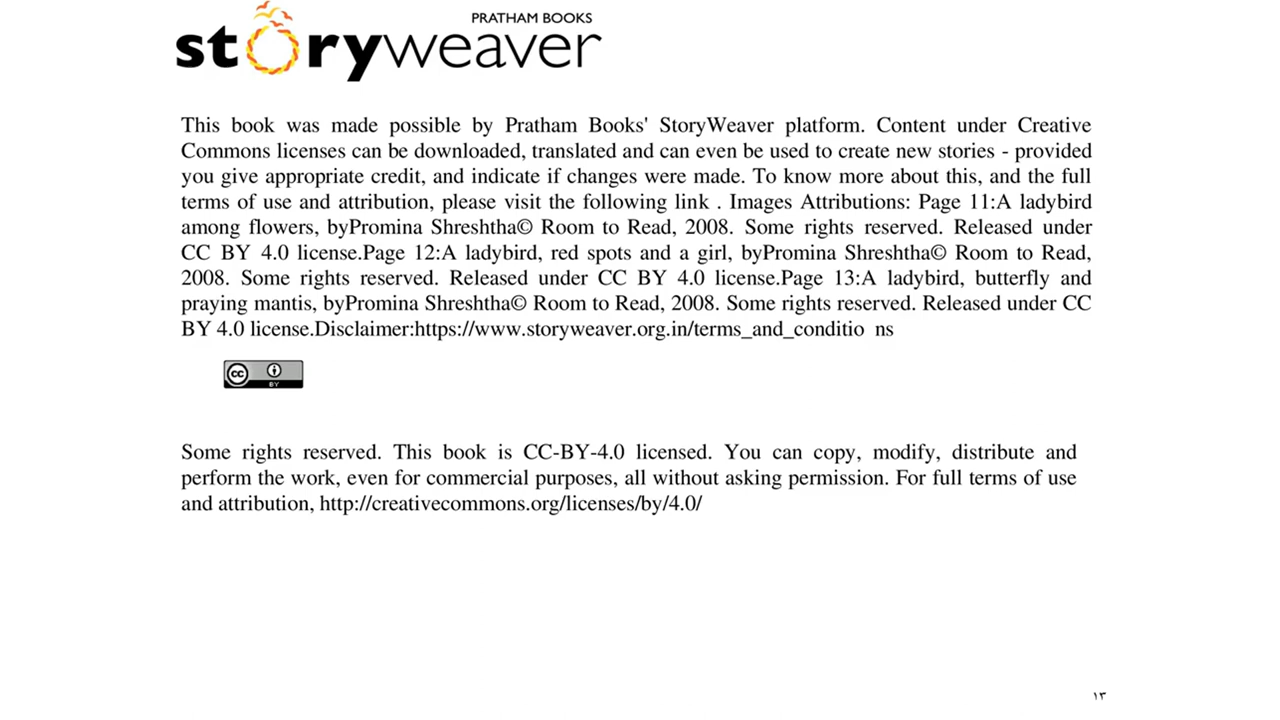 PRATHAM BOOKS
storyweaver
This book was made possible by Pratham Books' StoryWeaver platform. Content under Creative
Commons licenses can be downloaded, translated and can even be used to create new stories - provided
you give appropriate credit, and indicate if changes were made. To know more about this, and the full
terms of use and attribution, please visit the following link . Images Attributions: Page 11:A ladybird
among flowers, byPromina Shreshtha© Room to Read, 2008. Some rights reserved. Released under
CC BY 4.0 license.Page 12:A ladybird, red spots and a girl, byPromina Shreshtha© Room to Read,
2008. Some rights reserved. Released under CC BY 4.0 license.Page 13:A ladybird, butterfly and
praying mantis, byPromina Shreshtha© Room to Read, 2008. Some rights reserved. Released under CC
BY 4.0 license.Disclaimer:https://www.storyweaver.org.in/terms_and_conditio ns
cc BY
Some rights reserved. This book is CC-BY-4.0 licensed. You can copy, modify, distribute and
perform the work, even for commercial purposes, all without asking permission. For full terms of use
and attribution, http://creativecommons.org/licenses/by/4.0/
١٣